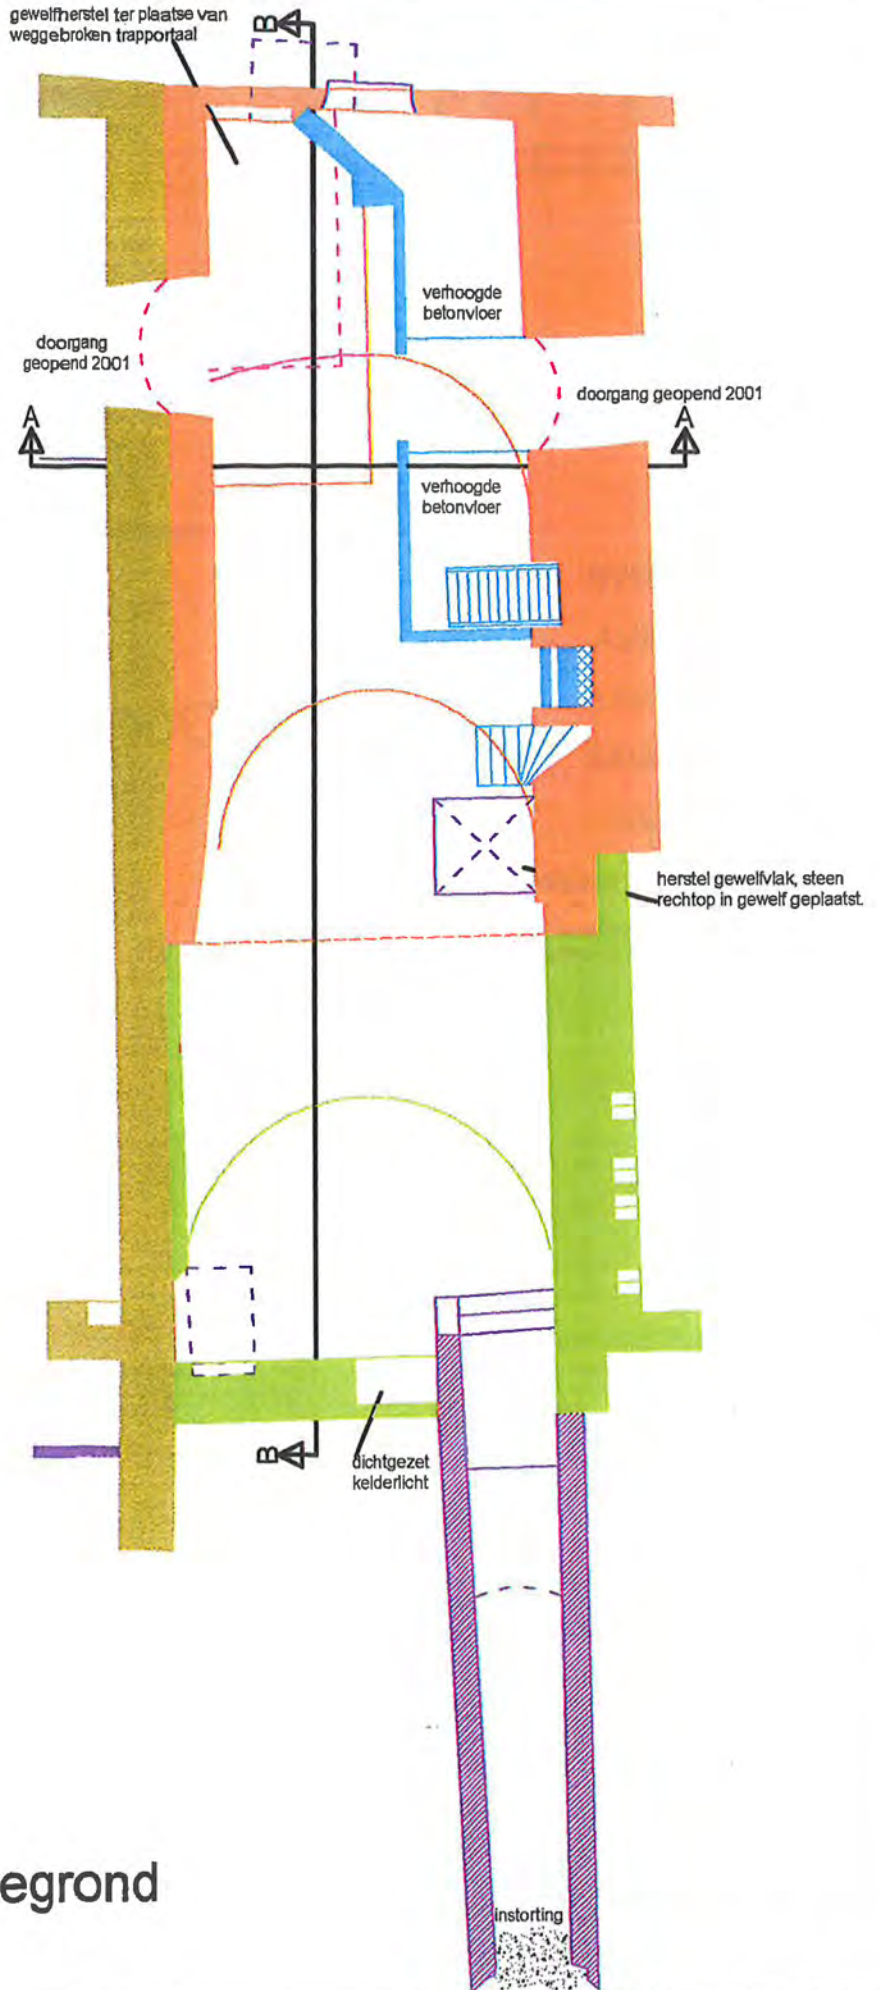 gewelfherstel ter plaatse van
weggebroken trapportaal
B
verhoogde
betonvloer
doorgang
geopend 2001
doorgang geopend 2001
A
A
verhoogde
betonvloer
herstel gewelfvlak, steen
rechtop in gewelf geplaatst.
B
dichtgezet
kelderlicht
egrond
instorting